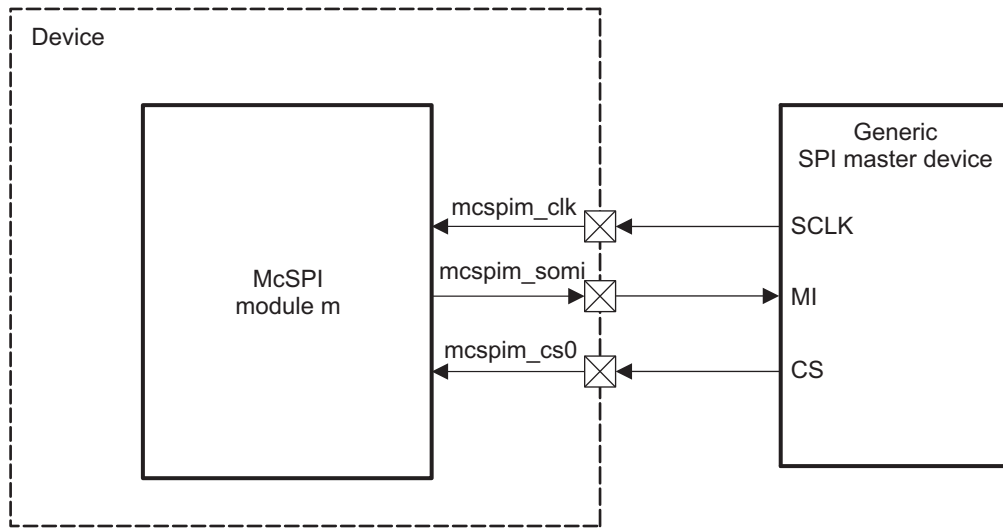 Device
Generic
SPI master device
mcspim_clk
SCLK
McSPI
module m
mcspim_somi
MI
mcspim_cs0
CS